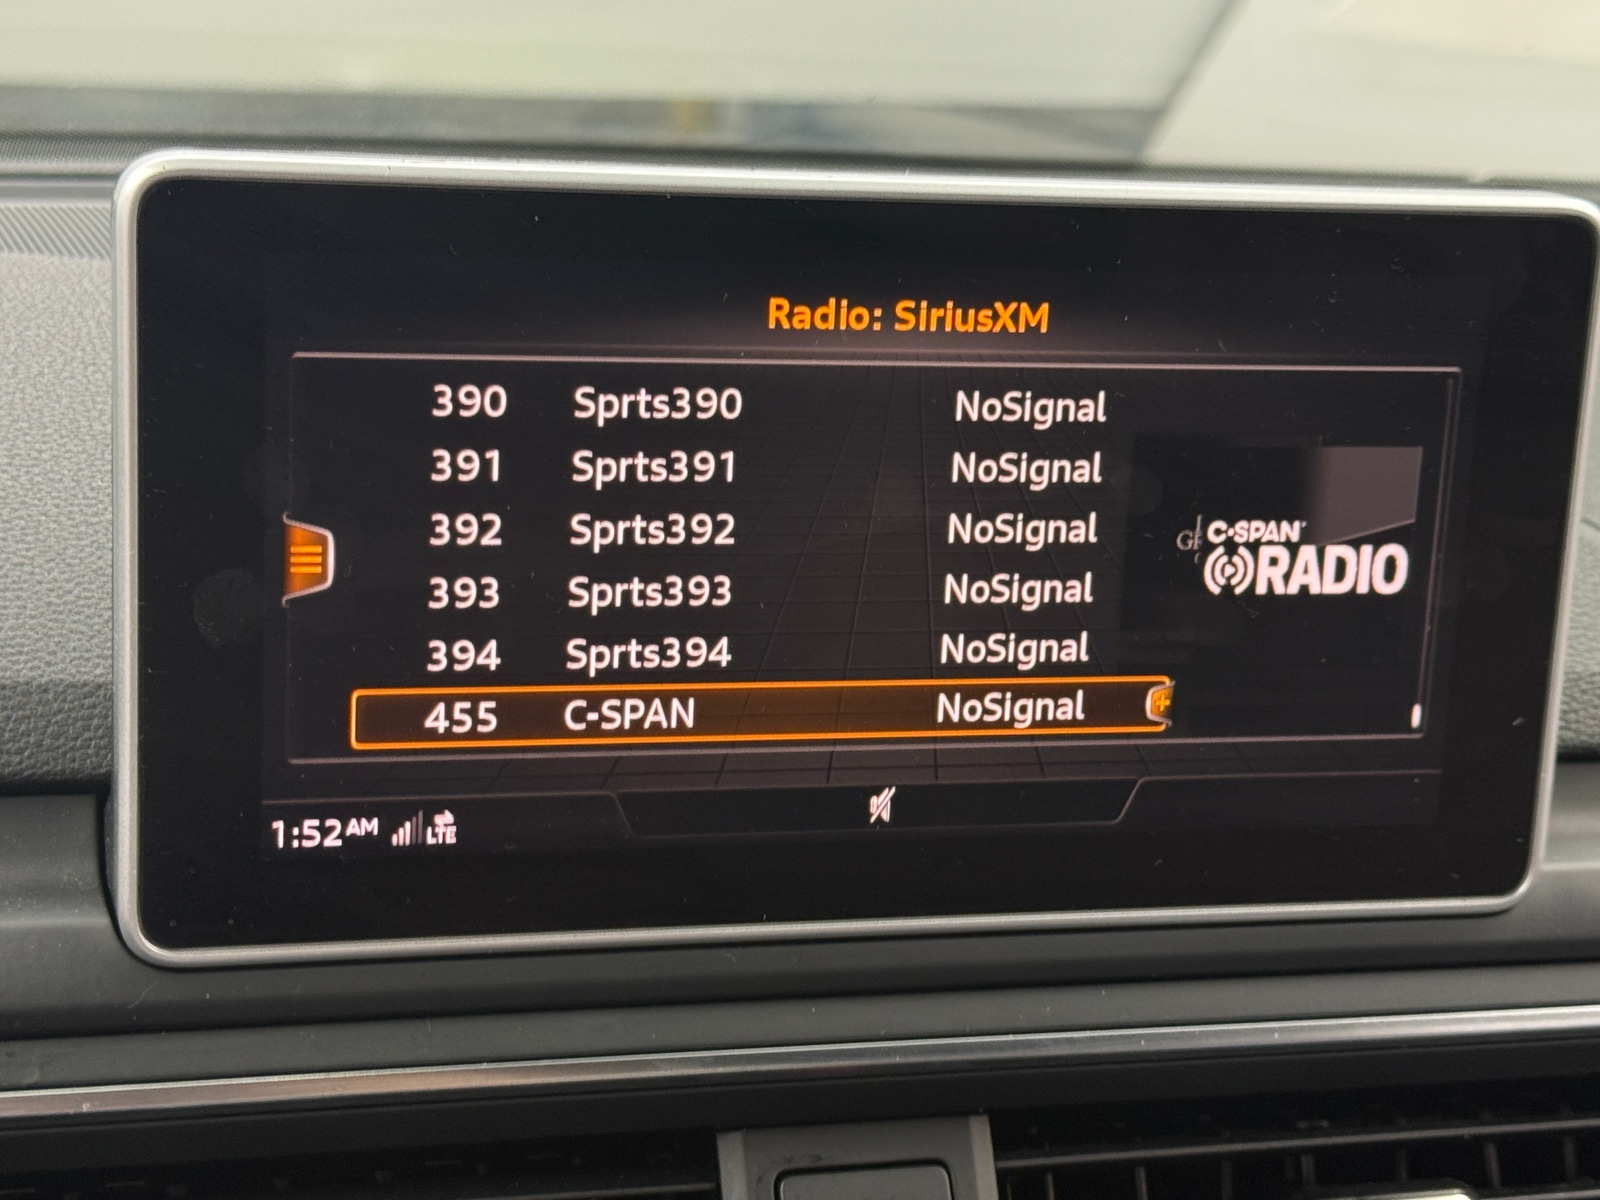 Radio: SiriusXM
390 Sprts390 NoSignal
391 Sprts391 NoSignal
392 Sprts392 NoSignal
393 Sprts393 NoSignal
394 Sprts394 NoSignal
455 C-SPAN NoSignal
C·SPAN
RADIO
1:52AM LTE